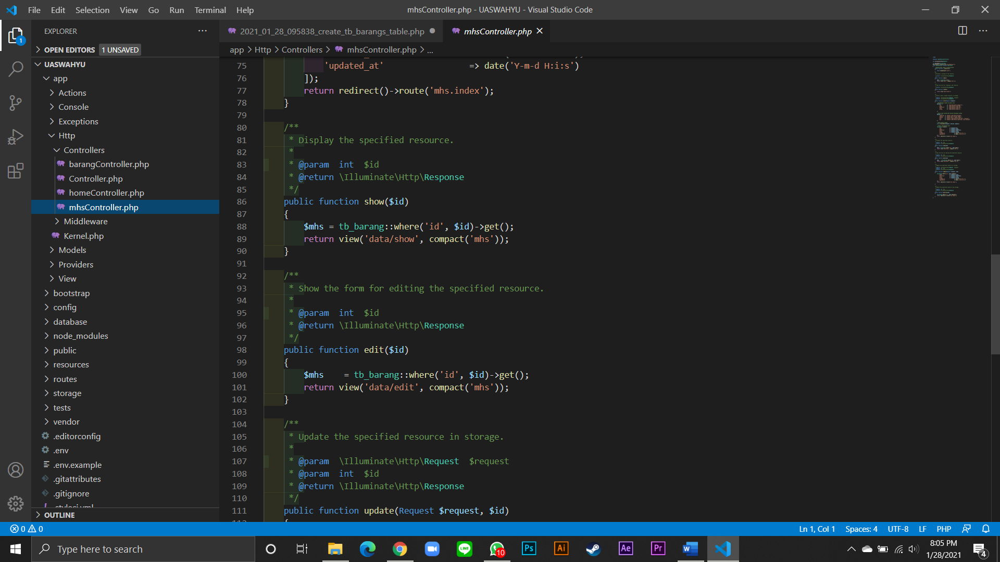 File Edit Selection View Go Run Terminal Help
mhsController.php - UASWAHYU - Visual Studio Code
1
EXPLORER
OPEN EDITORS 1 UNSAVED
UASWAHYU
app
Actions
Console
Exceptions
Http
Controllers
barangController.php
Controller.php
homeController.php
mhsController.php
Middleware
Kernel.php
Models
Providers
View
bootstrap
config
database
node_modules
public
resources
routes
storage
tests
vendor
.editorconfig
.env
.env.example
.gitattributes
.gitignore
.styleci.yml
OUTLINE
2021_01_28_095838_create_tb_barangs_table.php
mhsController.php
app > Http > Controllers > mhsController.php > ...
75 'updated_at' => date('Y-m-d H:i:s')
76 ]);
77 return redirect()->route('mhs.index');
78 }
79
80 /**
81 * Display the specified resource.
82 *
83 * @param int $id
84 * @return \Illuminate\Http\Response
85 */
86 public function show($id)
87 {
88 $mhs = tb_barang::where('id', $id)->get();
89 return view('data/show', compact('mhs'));
90 }
91
92 /**
93 * Show the form for editing the specified resource.
94 *
95 * @param int $id
96 * @return \Illuminate\Http\Response
97 */
98 public function edit($id)
99 {
100 $mhs = tb_barang::where('id', $id)->get();
101 return view('data/edit', compact('mhs'));
102 }
103
104 /**
105 * Update the specified resource in storage.
106 *
107 * @param \Illuminate\Http\Request $request
108 * @param int $id
109 * @return \Illuminate\Http\Response
110 */
111 public function update(Request $request, $id)
112 {
0 0
Ln 1, Col 1 Spaces: 4 UTF-8 LF PHP
Type here to search
LINE
10
Ps
Ai
Ae
Pr
W
8:05 PM
1/28/2021
4